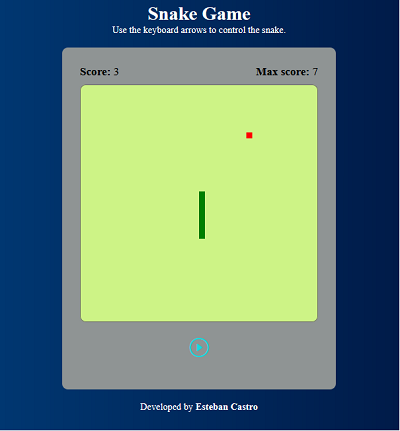 Snake Game
Use the keyboard arrows to control the snake.
Score: 3 Max score: 7
Developed by Esteban Castro